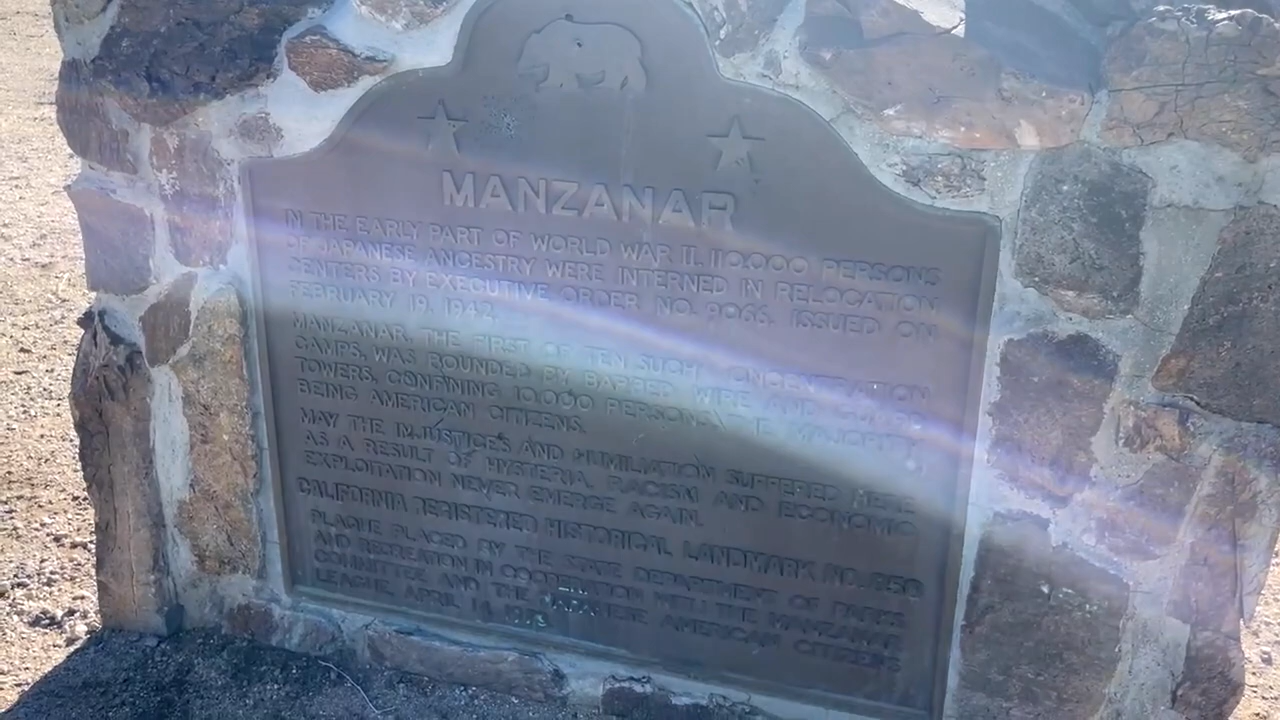 MANZANAR
IN THE EARLY PART OF WORLD WAR II, 110,000 PERSONS
OF JAPANESE ANCESTRY WERE INTERNED IN RELOCATION
CENTERS BY EXECUTIVE ORDER NO. 9066, ISSUED ON
FEBRUARY 19, 1942.
MANZANAR, THE FIRST OF TEN SUCH CONCENTRATION
CAMPS, WAS BOUNDED BY BARBED WIRE AND GUARD
TOWERS, CONFINING 10,000 PERSONS, THE MAJORITY
BEING AMERICAN CITIZENS.
MAY THE INJUSTICES AND HUMILIATION SUFFERED HERE
AS A RESULT OF HYSTERIA, RACISM AND ECONOMIC
EXPLOITATION NEVER EMERGE AGAIN.
CALIFORNIA REGISTERED HISTORICAL LANDMARK NO. 850
PLAQUE PLACED BY THE STATE DEPARTMENT OF PARKS
AND RECREATION IN COOPERATION WITH THE MANZANAR
COMMITTEE AND THE JAPANESE AMERICAN CITIZENS
LEAGUE, APRIL 14, 1973.